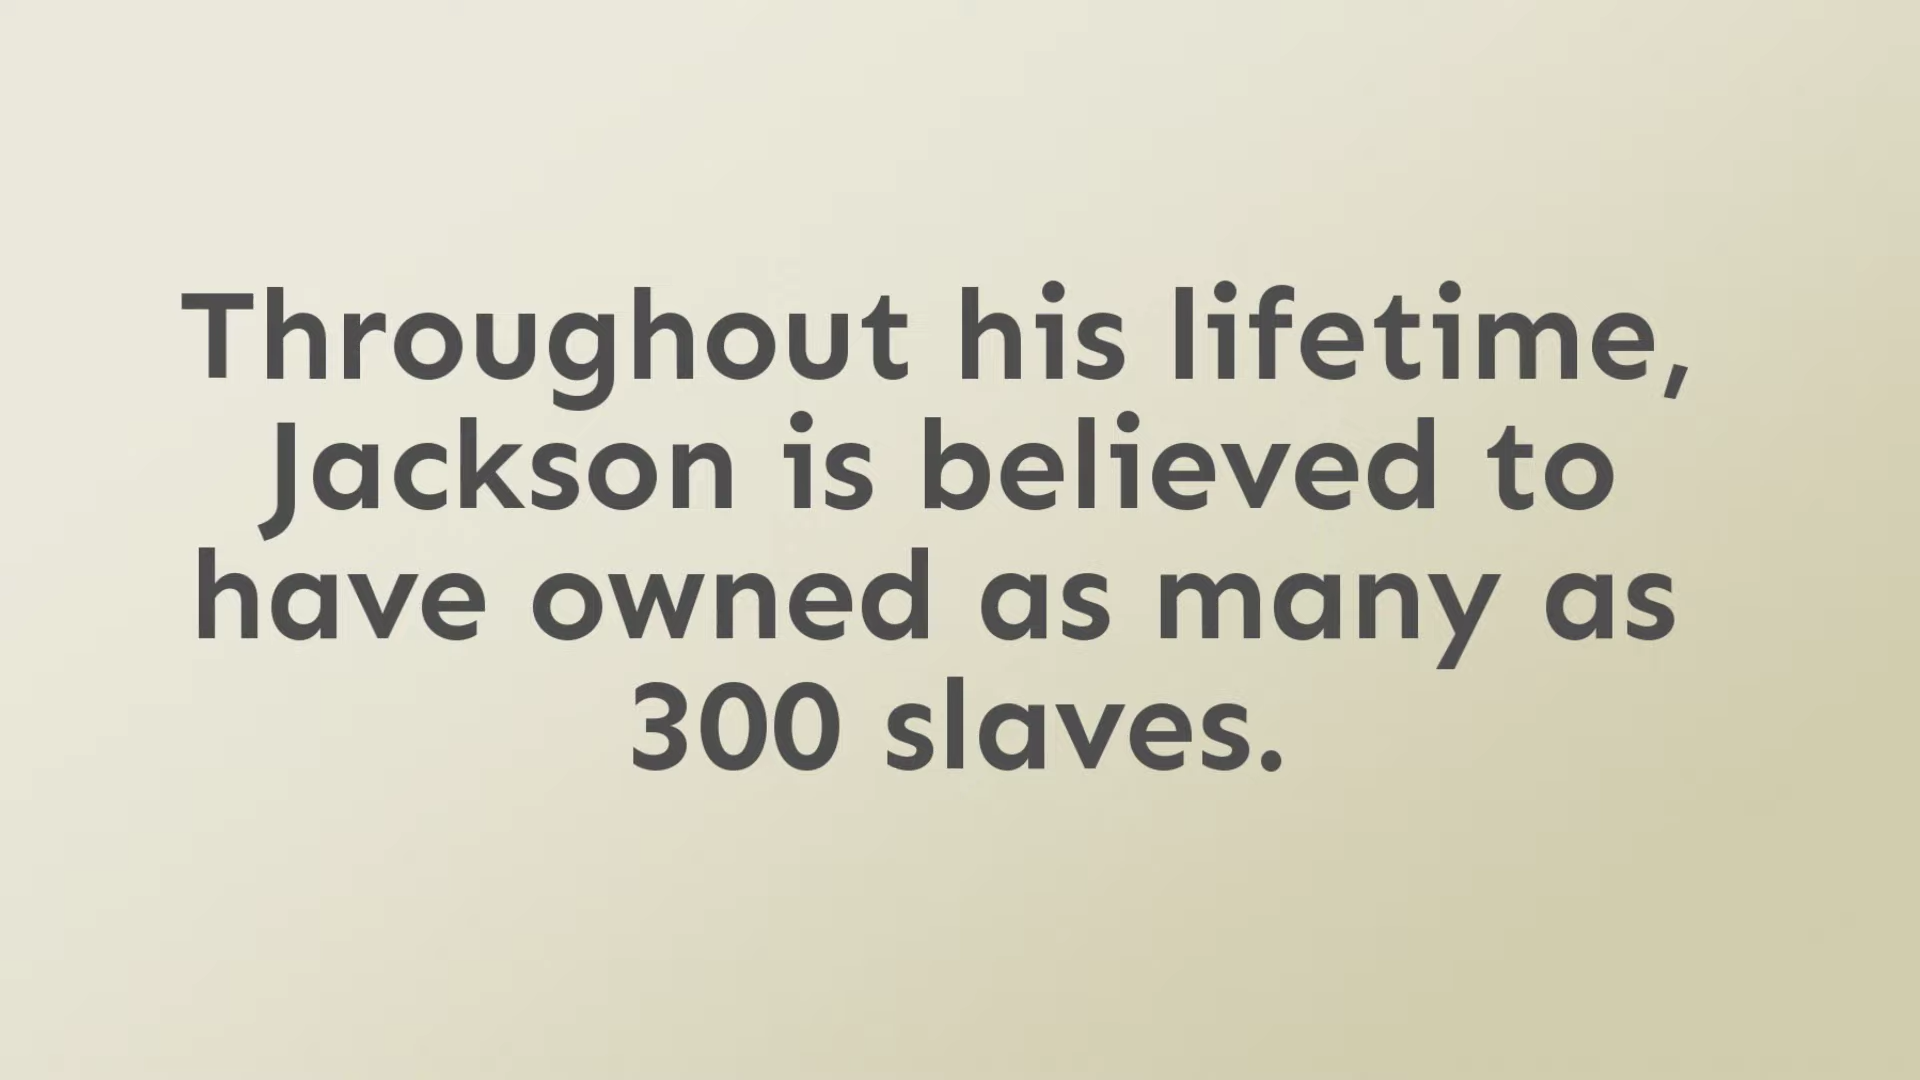 Throughout his lifetime,
Jackson is believed to
have owned as many as
300 slaves.